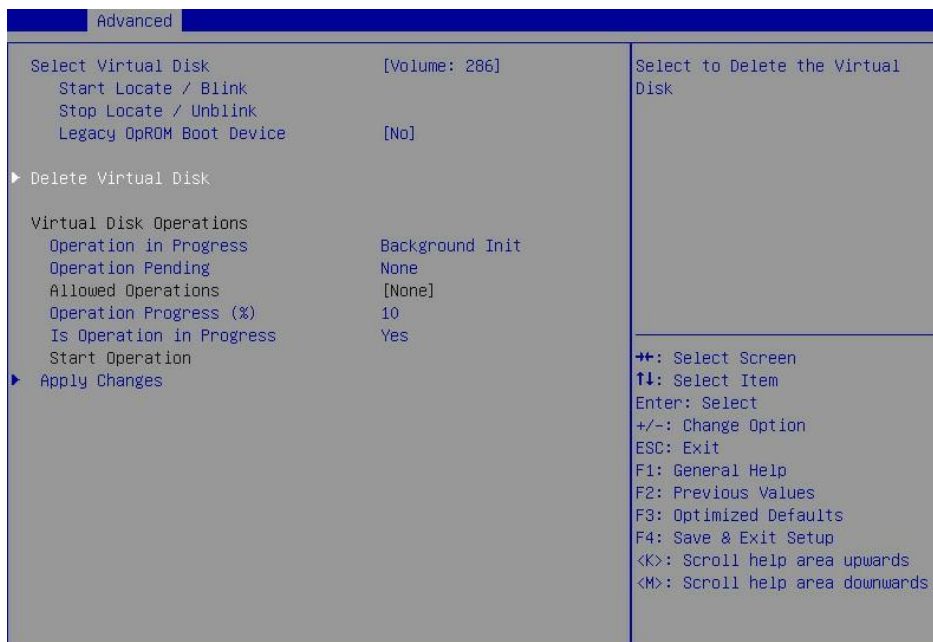 Advanced
Select Virtual Disk [Volume: 286]
Start Locate / Blink
Stop Locate / Unblink
Legacy OpROM Boot Device [No]
Delete Virtual Disk
Virtual Disk Operations
Operation in Progress Background Init
Operation Pending None
Allowed Operations [None]
Operation Progress (%) 10
Is Operation in Progress Yes
Start Operation
Apply Changes
Select to Delete the Virtual
Disk
→←: Select Screen
↑↓: Select Item
Enter: Select
+/-: Change Option
ESC: Exit
F1: General Help
F2: Previous Values
F3: Optimized Defaults
F4: Save & Exit Setup
<K>: Scroll help area upwards
<M>: Scroll help area downwards